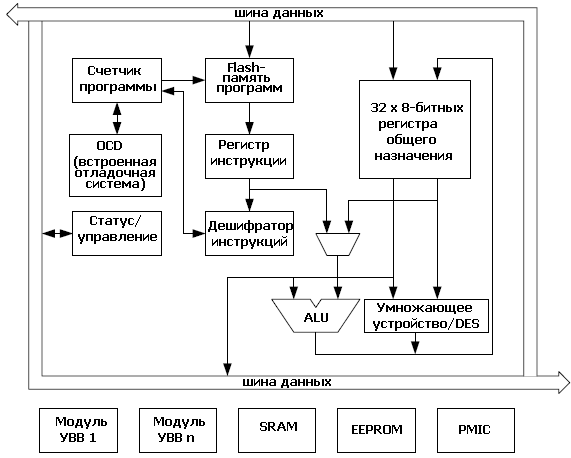 шина данных
Счетчик
программы
Flash-
память
программ
32 x 8-битных
регистра
общего
назначения
OCD
(встроенная
отладочная
система)
Регистр
инструкции
Статус/
управление
Дешифратор
инструкций
ALU
Умножающее
устройство/DES
шина данных
Модуль
УВВ 1
Модуль
УВВ n
SRAM
EEPROM
PMIC